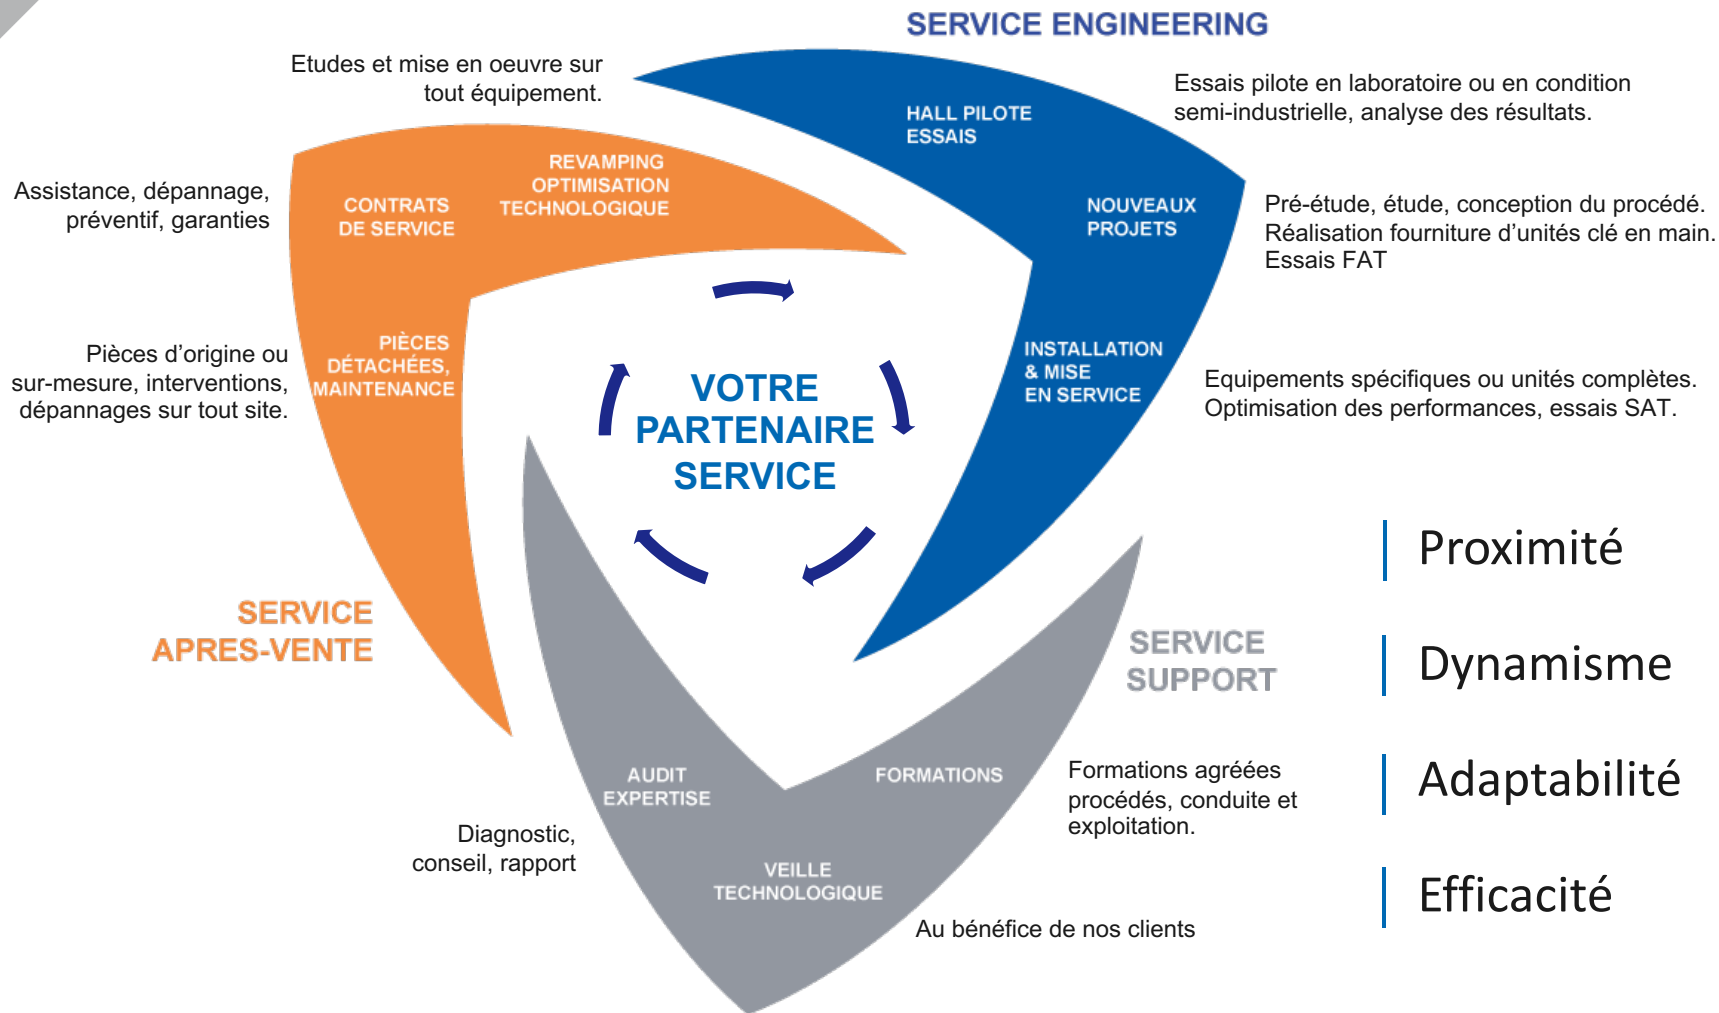 SERVICE ENGINEERING
Etudes et mise en oeuvre sur
tout équipement.
Essais pilote en laboratoire ou en condition
semi-industrielle, analyse des résultats.
HALL PILOTE
ESSAIS
REVAMPING
OPTIMISATION
TECHNOLOGIQUE
Assistance, dépannage,
préventif, garanties
CONTRATS
DE SERVICE
NOUVEAUX
PROJETS
Pré-étude, étude, conception du procédé.
Réalisation fourniture d’unités clé en main.
Essais FAT
Pièces d’origine ou
sur-mesure, interventions,
dépannages sur tout site.
PIÈCES
DÉTACHÉES,
MAINTENANCE
VOTRE
PARTENAIRE
SERVICE
INSTALLATION
& MISE
EN SERVICE
Equipements spécifiques ou unités complètes.
Optimisation des performances, essais SAT.
SERVICE
APRES-VENTE
SERVICE
SUPPORT
AUDIT
EXPERTISE
FORMATIONS
Formations agréées
procédés, conduite et
exploitation.
Diagnostic,
conseil, rapport
VEILLE
TECHNOLOGIQUE
Au bénéfice de nos clients
Proximité
Dynamisme
Adaptabilité
Efficacité